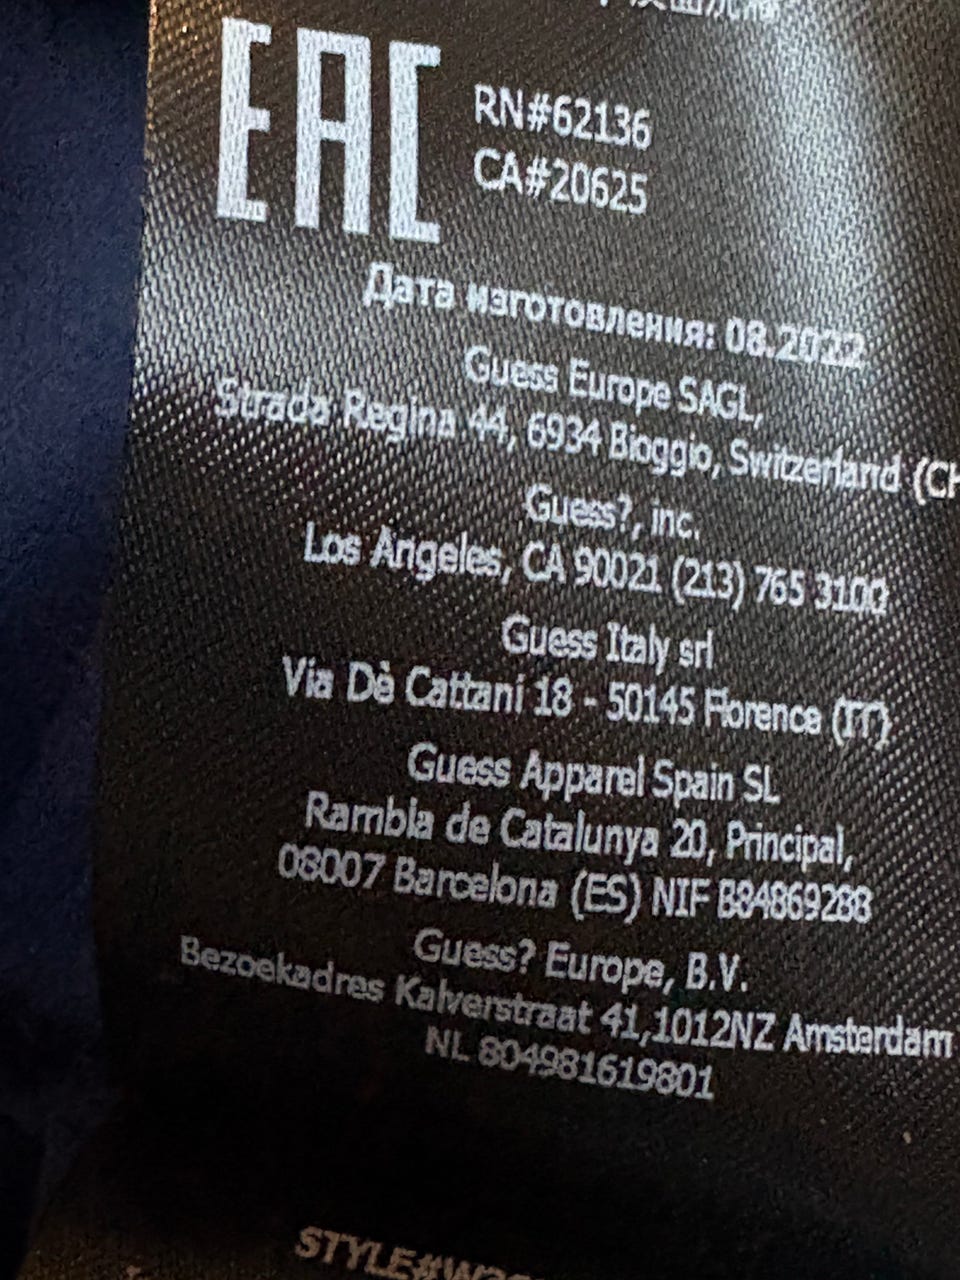 EAC
RN#62136
CA#20625
Дата изготовления: 08.2022
Guess Europe SAGL,
Strada Regina 44, 6934 Bioggio, Switzerland (CH
Guess?, inc.
Los Angeles, CA 90021 (213) 765 3100
Guess Italy srl
Via Dè Cattani 18 - 50145 Florence (IT)
Guess Apparel Spain SL
Rambla de Catalunya 20, Principal,
08007 Barcelona (ES) NIF B84869288
Guess? Europe, B.V.
Bezoekadres Kalverstraat 41,1012NZ Amsterdam
NL 804981619801